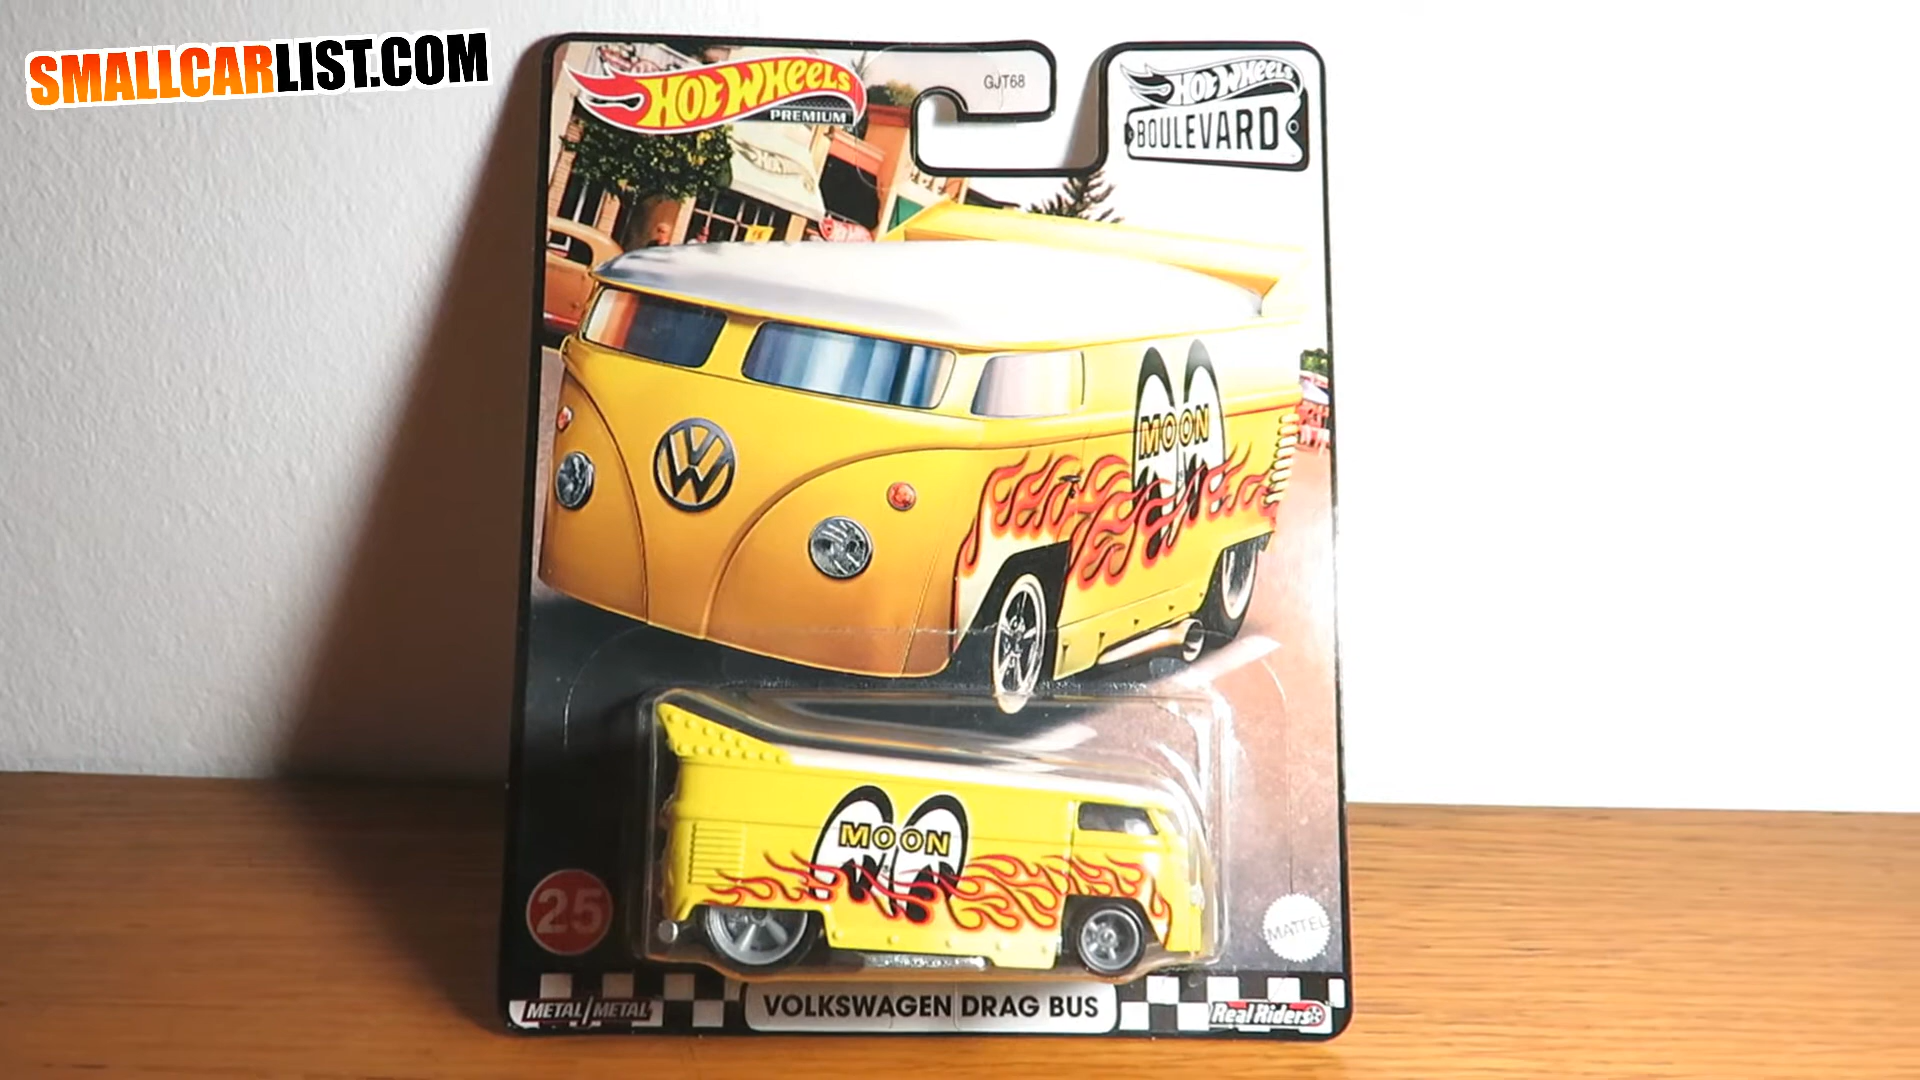 SMALLCARLIST.COM
HOT WHEELS
PREMIUM
GJT68
HOT WHEELS
BOULEVARD
MOON
MOON
25
MATTEL
METAL/METAL
VOLKSWAGEN DRAG BUS
Real Riders